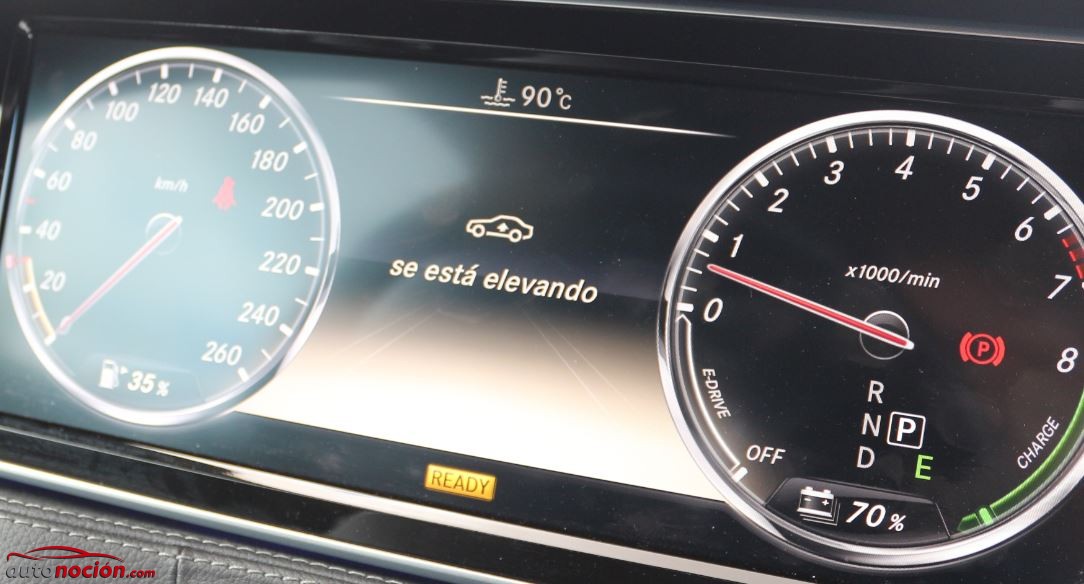 90°C
120 140
100 160
80 180
60 km/h 200
40 220
20 240
260
35%
se está elevando
READY
4
3 5
2 6
1 7
0 8
x1000/min
P
R
N P
D E
E-DRIVE
OFF
CHARGE
70%
autonoción.com